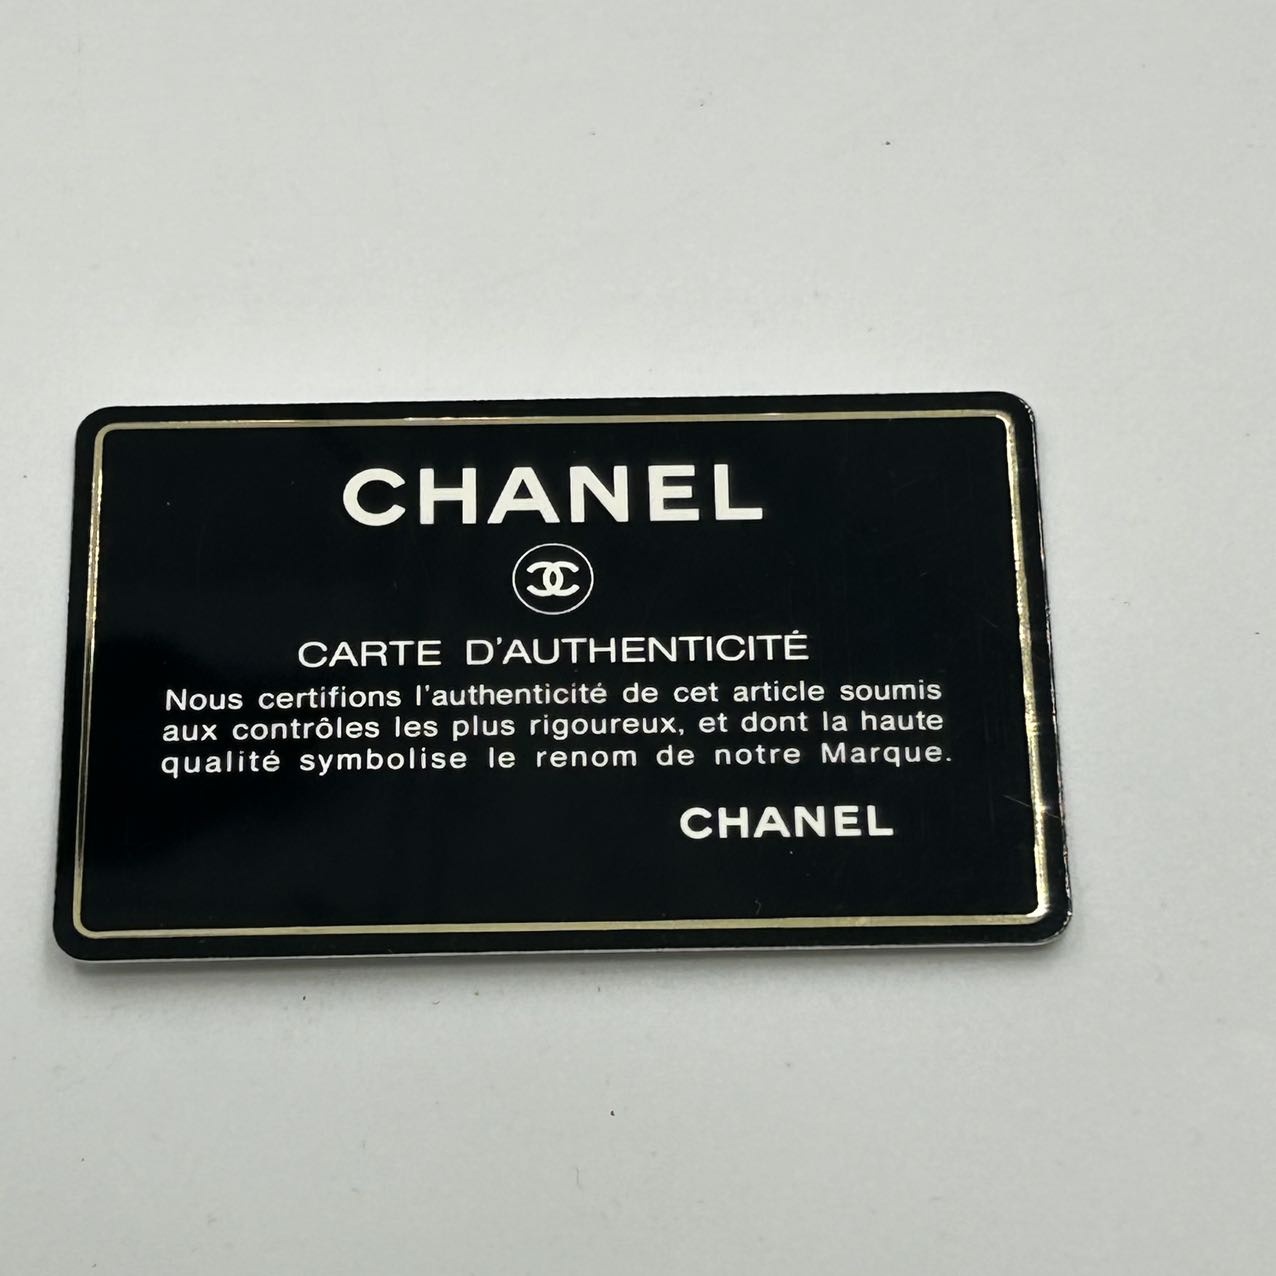 CHANEL
CARTE D'AUTHENTICITÉ
Nous certifions l'authenticité de cet article soumis
aux contrôles les plus rigoureux, et dont la haute
qualité symbolise le renom de notre Marque.
CHANEL